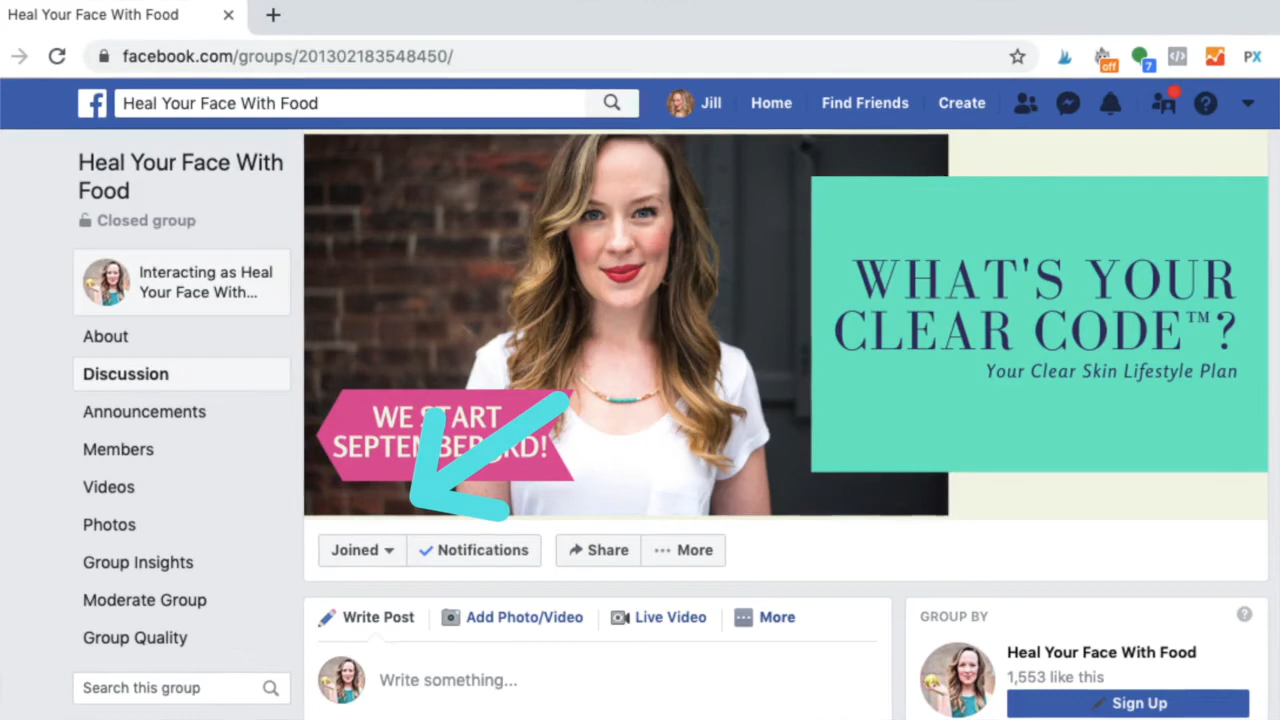 Heal Your Face With Food
facebook.com/groups/201302183548450/
off
7
PX
Heal Your Face With Food
Jill
Home
Find Friends
Create
Heal Your Face With
Food
Closed group
Interacting as Heal
Your Face With...
About
Discussion
Announcements
Members
Videos
Photos
Group Insights
Moderate Group
Group Quality
Search this group
WHAT'S YOUR
CLEAR CODE™?
Your Clear Skin Lifestyle Plan
WE START
SEPTEMBER RD!
Joined
Notifications
Share
More
Write Post
Add Photo/Video
Live Video
More
Write something...
GROUP BY
Heal Your Face With Food
1,553 like this
Sign Up